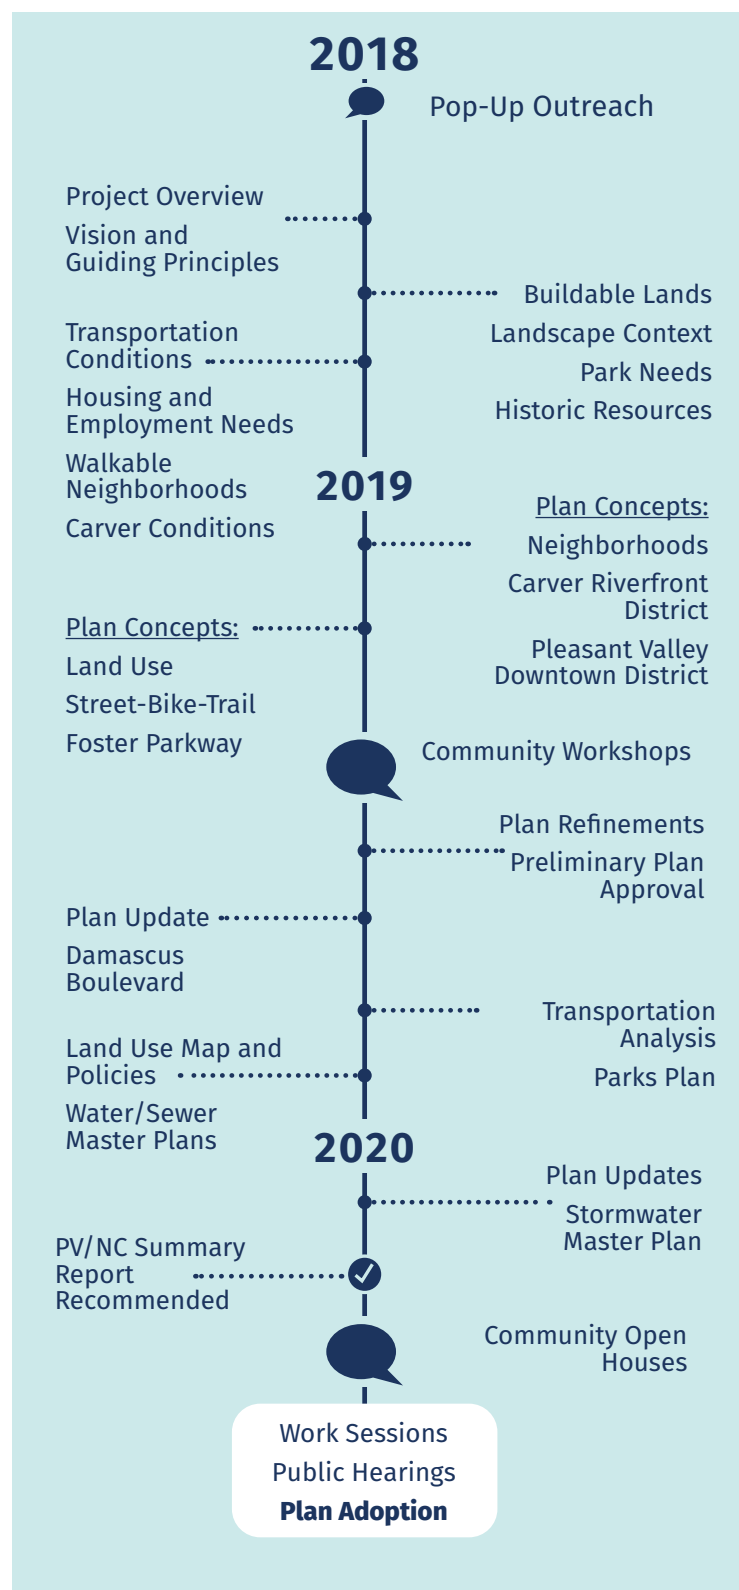 2018
Pop-Up Outreach
Project Overview
Vision and
Guiding Principles
Buildable Lands
Landscape Context
Park Needs
Historic Resources
Transportation
Conditions
Housing and
Employment Needs
Walkable
Neighborhoods
Carver Conditions
2019
Plan Concepts:
Neighborhoods
Carver Riverfront
District
Pleasant Valley
Downtown District
Plan Concepts:
Land Use
Street-Bike-Trail
Foster Parkway
Community Workshops
Plan Refinements
Preliminary Plan
Approval
Plan Update
Damascus
Boulevard
Transportation
Analysis
Parks Plan
Land Use Map and
Policies
Water/Sewer
Master Plans
2020
Plan Updates
Stormwater
Master Plan
PV/NC Summary
Report
Recommended
Community Open
Houses
Work Sessions
Public Hearings
Plan Adoption